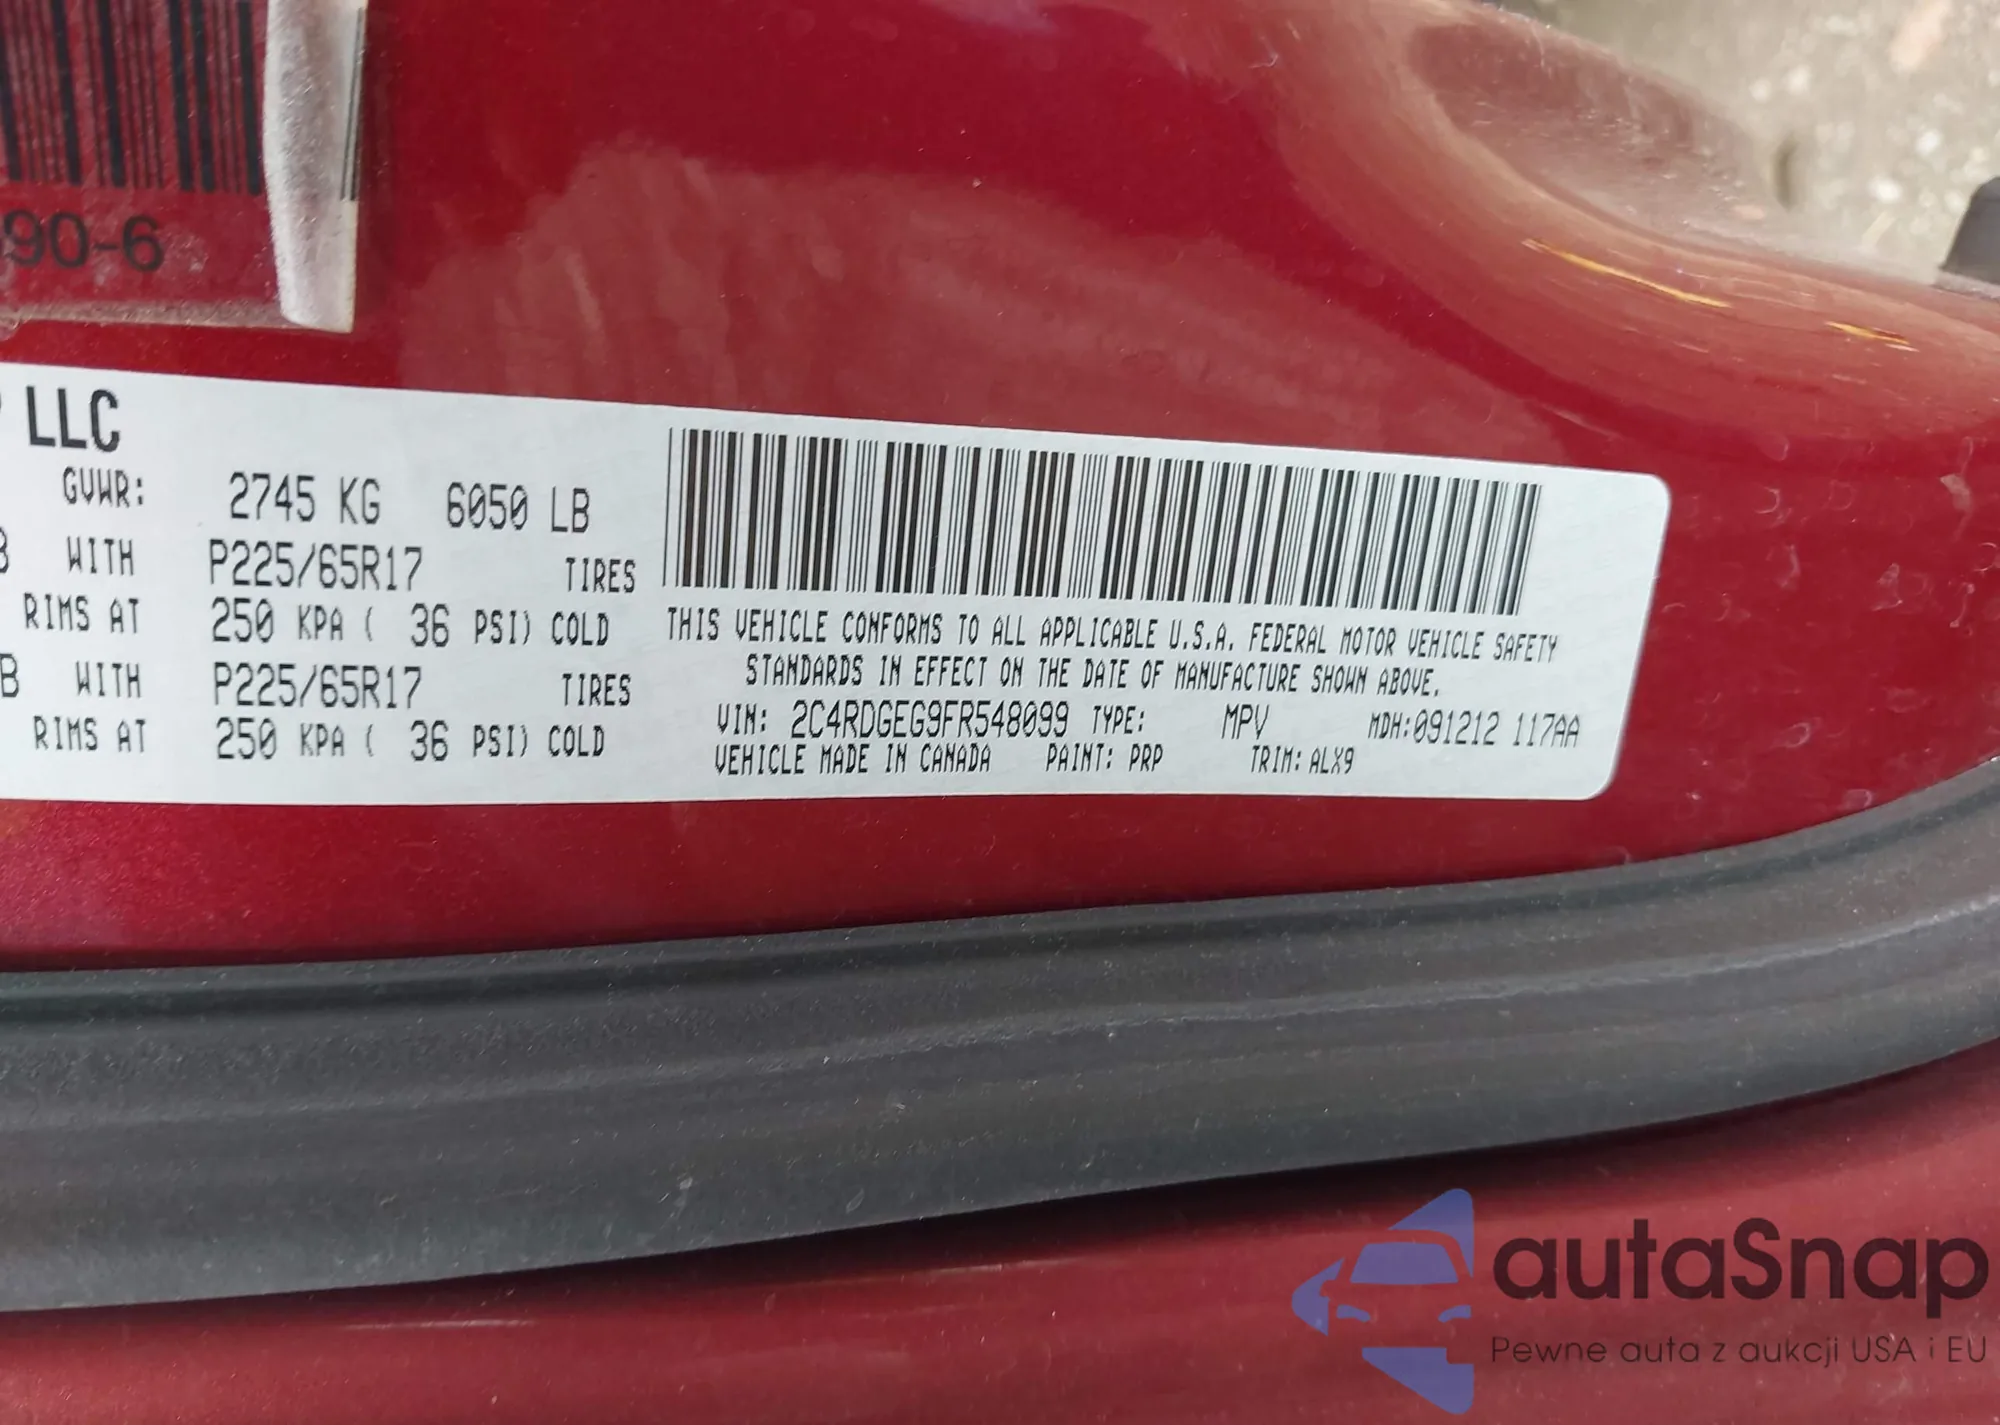 90-6
LLC
GVWR: 2745 KG 6050 LB
WITH P225/65R17 TIRES
RIMS AT 250 KPA ( 36 PSI) COLD
B WITH P225/65R17 TIRES
RIMS AT 250 KPA ( 36 PSI) COLD
THIS VEHICLE CONFORMS TO ALL APPLICABLE U.S.A. FEDERAL MOTOR VEHICLE SAFETY
STANDARDS IN EFFECT ON THE DATE OF MANUFACTURE SHOWN ABOVE.
VIN: 2C4RDGEG9FR548099 TYPE: MPV MDH:091212 117AA
VEHICLE MADE IN CANADA PAINT: PRP TRIM: ALX9
autaSnap
Pewne auta z aukcji USA i EU